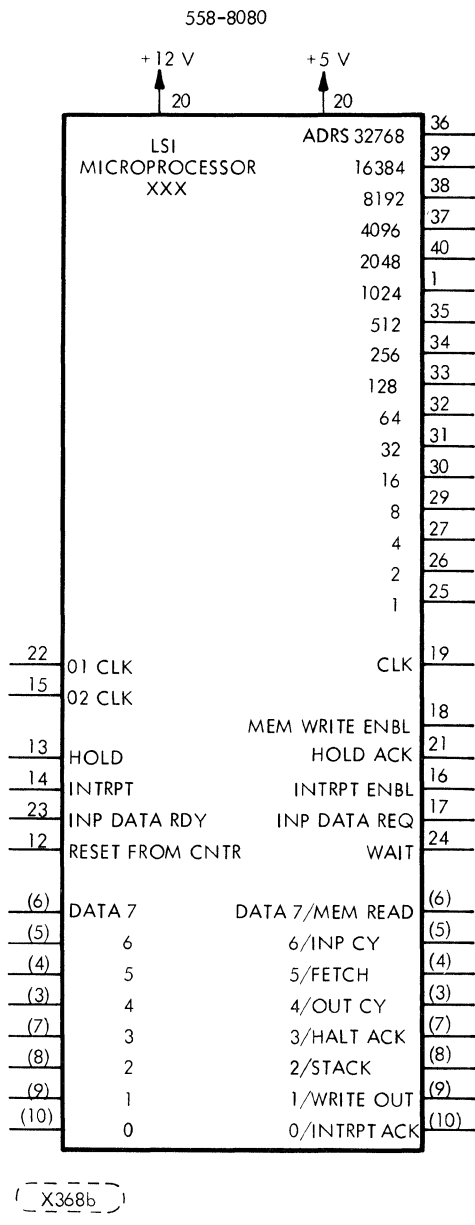 558-8080
+12 V +5 V
20 20
LSI
MICROPROCESSOR
XXX
ADRS 32768 36
16384 39
8192 38
4096 37
2048 40
1024 1
512 35
256 34
128 33
64 32
32 31
16 30
8 29
4 27
2 26
1 25
22 01 CLK CLK 19
15 02 CLK
MEM WRITE ENBL 18
13 HOLD HOLD ACK 21
14 INTRPT INTRPT ENBL 16
23 INP DATA RDY INP DATA REQ 17
12 RESET FROM CNTR WAIT 24
(6) DATA 7 DATA 7/MEM READ (6)
(5) 6 6/INP CY (5)
(4) 5 5/FETCH (4)
(3) 4 4/OUT CY (3)
(7) 3 3/HALT ACK (7)
(8) 2 2/STACK (8)
(9) 1 1/WRITE OUT (9)
(10) 0 0/INTRPT ACK (10)
X368b